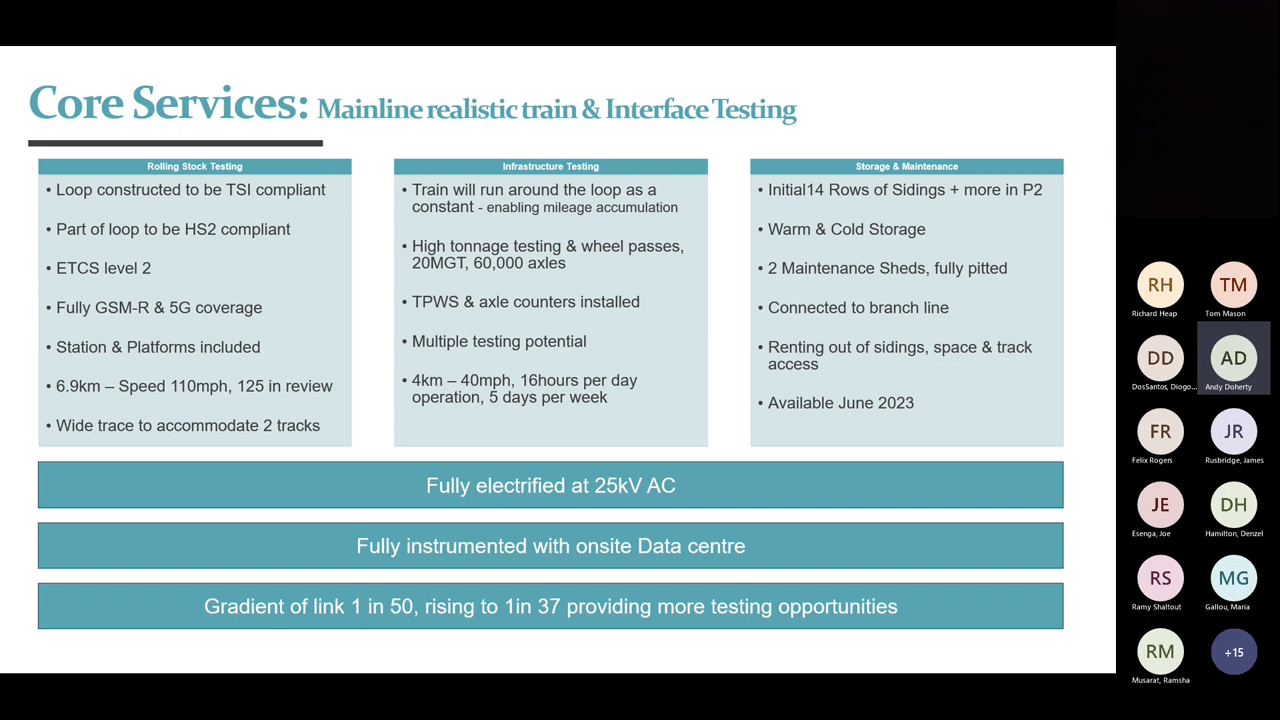 Core Services: Mainline realistic train & Interface Testing
Rolling Stock Testing
• Loop constructed to be TSI compliant
• Part of loop to be HS2 compliant
• ETCS level 2
• Fully GSM-R & 5G coverage
• Station & Platforms included
• 6.9km – Speed 110mph, 125 in review
• Wide trace to accommodate 2 tracks
Infrastructure Testing
• Train will run around the loop as a
constant - enabling mileage accumulation
• High tonnage testing & wheel passes,
20MGT, 60,000 axles
• TPWS & axle counters installed
• Multiple testing potential
• 4km – 40mph, 16hours per day
operation, 5 days per week
Storage & Maintenance
• Initial14 Rows of Sidings + more in P2
• Warm & Cold Storage
• 2 Maintenance Sheds, fully pitted
• Connected to branch line
• Renting out of sidings, space & track
access
• Available June 2023
Fully electrified at 25kV AC
Fully instrumented with onsite Data centre
Gradient of link 1 in 50, rising to 1in 37 providing more testing opportunities
RH
Richard Heap
TM
Tom Mason
DD
DosSantos, Diogo...
AD
Andy Doherty
FR
Felix Rogers
JR
Rusbridge, James
JE
Esenga, Joe
DH
Hamilton, Denzel
RS
Ramy Shaltout
MG
Gallou, Maria
RM
Musarat, Ramsha
+15